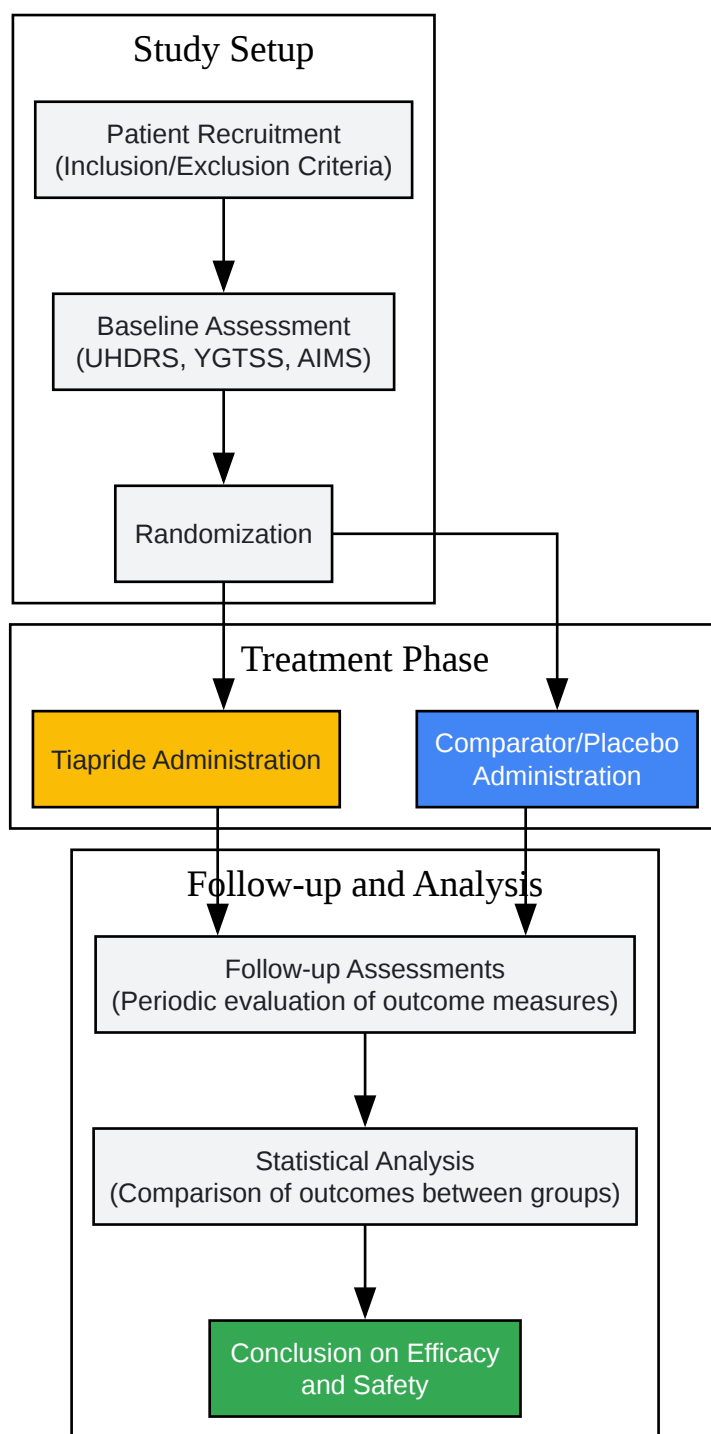 Study Setup
Patient Recruitment
(Inclusion/Exclusion Criteria)
Baseline Assessment
(UHDRS, YGTSS, AIMS)
Randomization
Treatment Phase
Tiapride Administration
Comparator/Placebo
Administration
Follow-up and Analysis
Follow-up Assessments
(Periodic evaluation of outcome measures)
Statistical Analysis
(Comparison of outcomes between groups)
Conclusion on Efficacy
and Safety